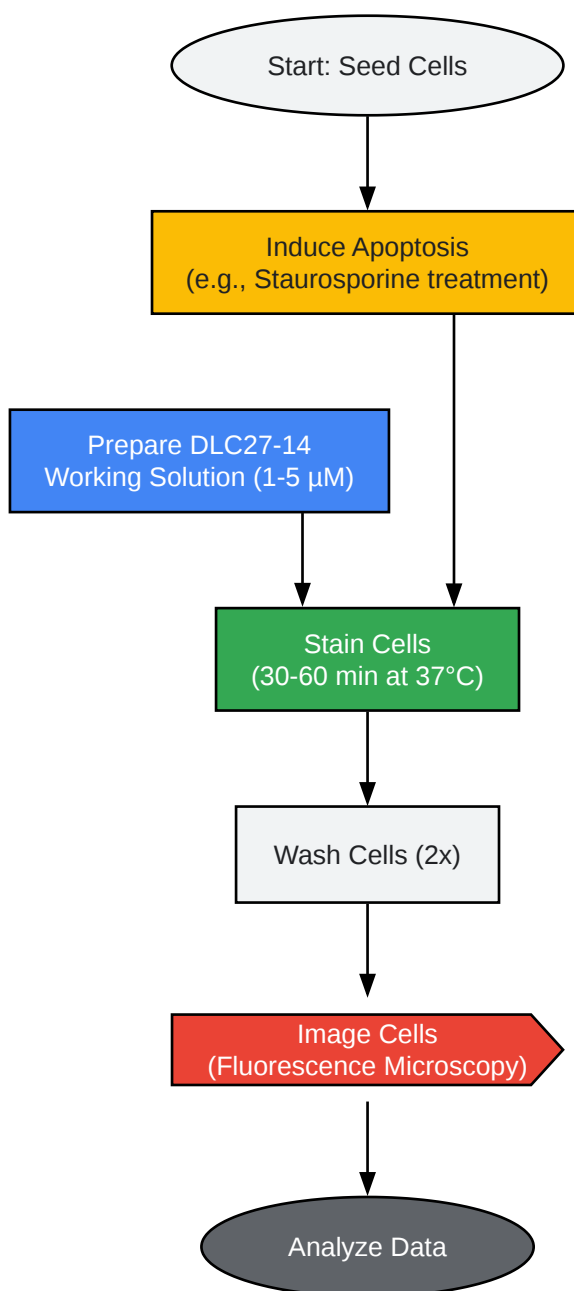 Start: Seed Cells
Induce Apoptosis
(e.g., Staurosporine treatment)
Prepare DLC27-14
Working Solution (1-5 µM)
Stain Cells
(30-60 min at 37°C)
Wash Cells (2x)
Image Cells
(Fluorescence Microscopy)
Analyze Data